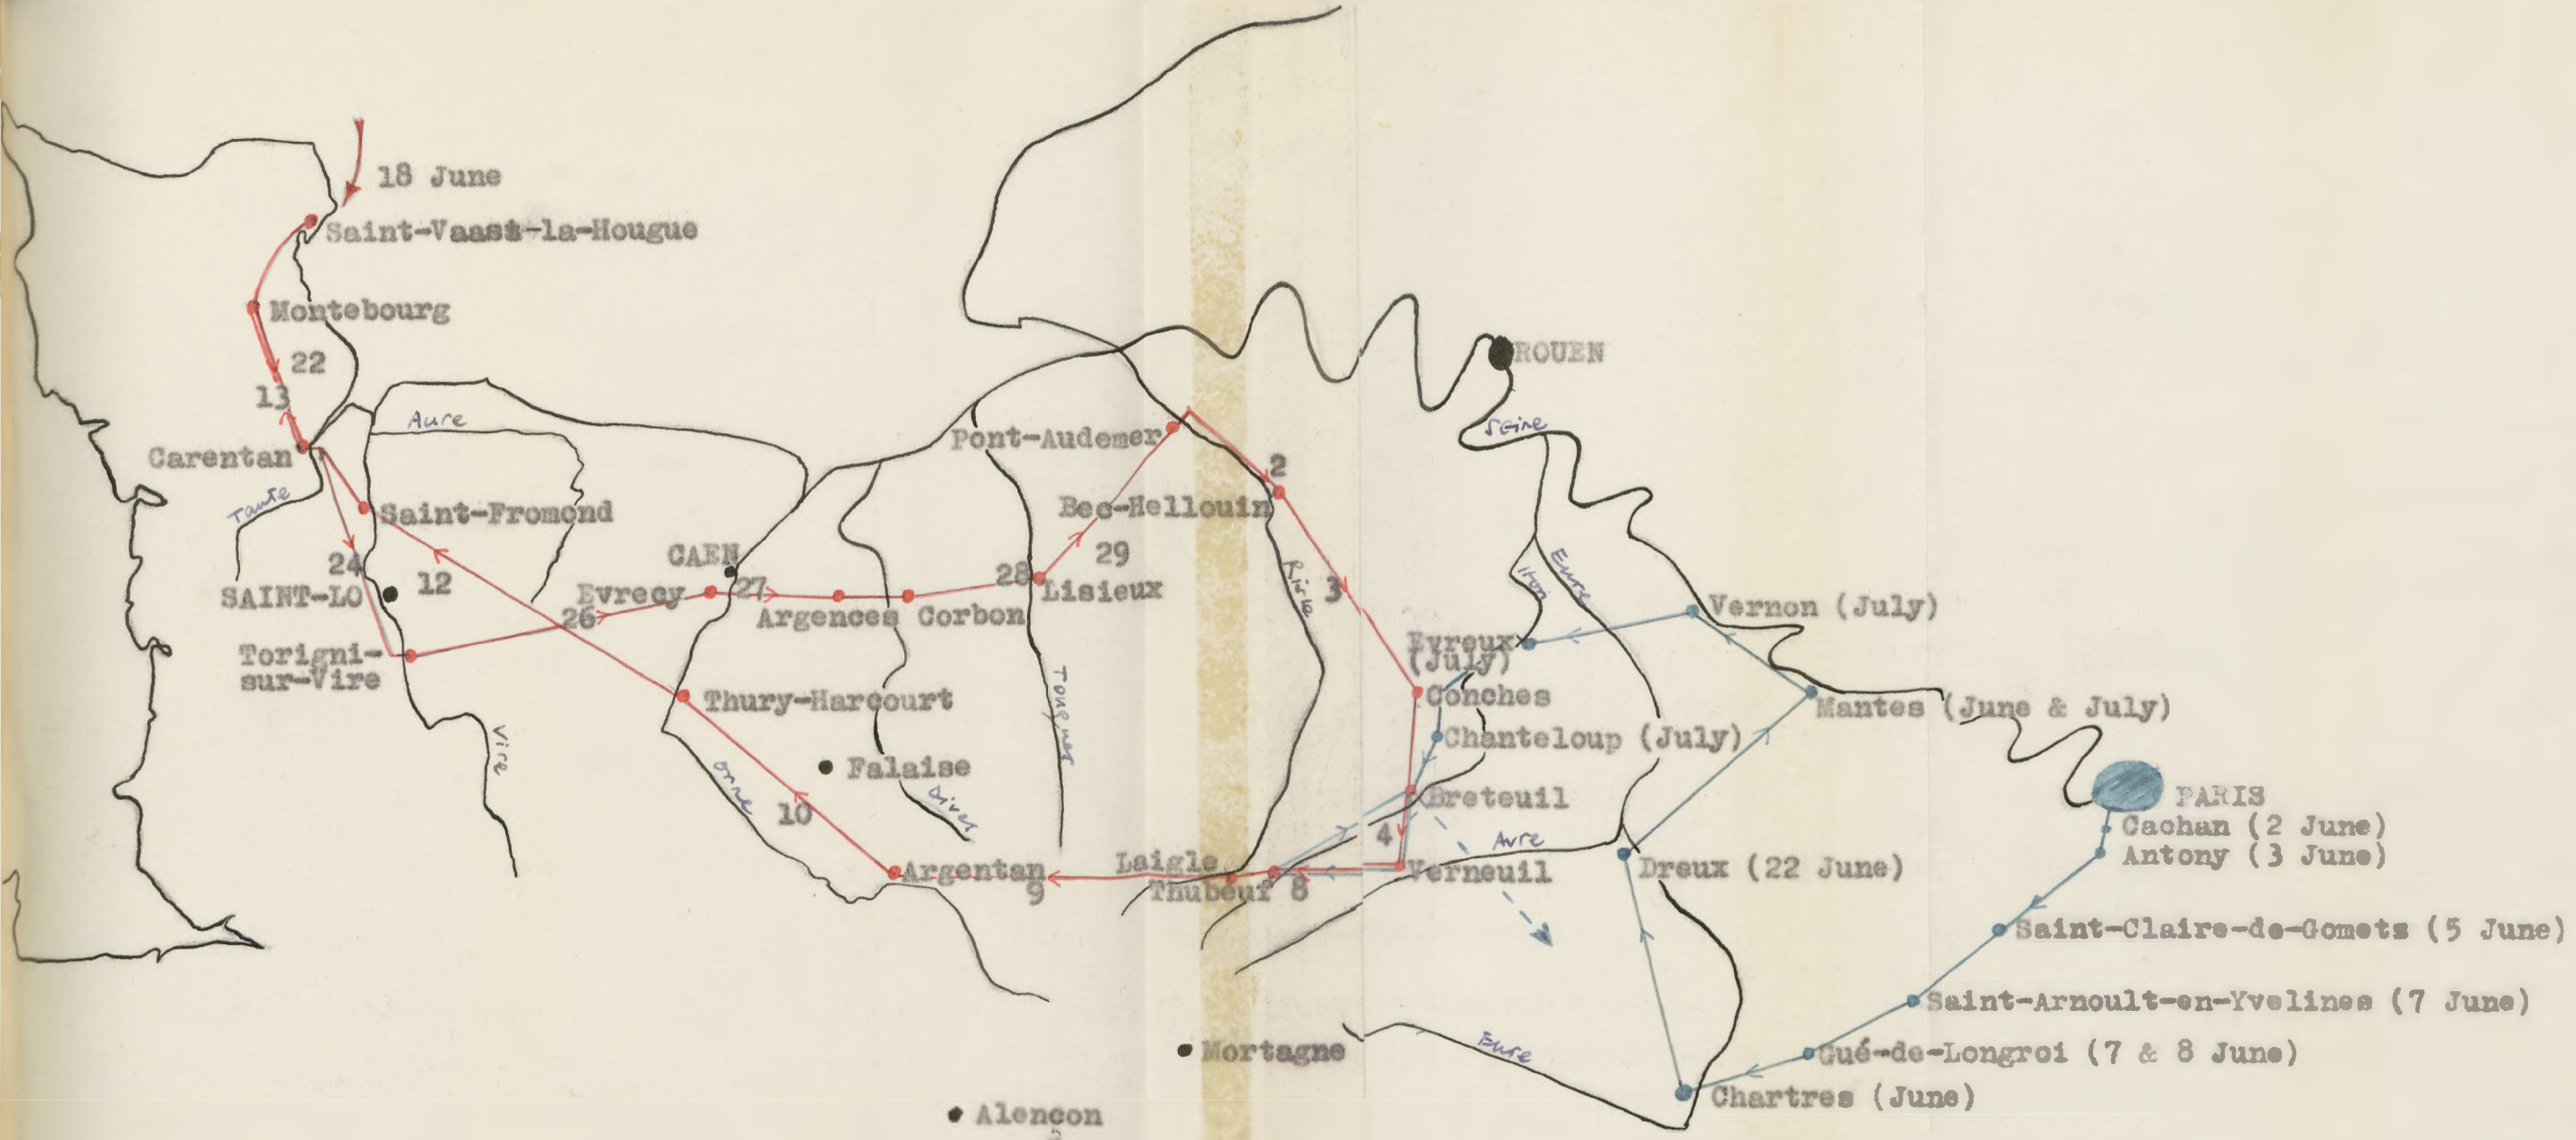 18 June
Saint-Vaast-la-Hougue
Montebourg
22
13
ROUEN
Aure
Seine
Pont-Audemer
Carentan
2
Taute
Bec-Hellouin
Saint-Fromond
CAEN
29
24
12
28
Eure
Iton
Risle
3
SAINT-LO
Evrecy
27
Lisieux
Vernon (July)
26
Argences
Corbon
Evreux
(July)
Torigni-
sur-Vire
Conches
Thury-Harcourt
Touques
Mantes (June & July)
Vire
Chanteloup (July)
Falaise
Orne
Breteuil
PARIS
10
Dives
4
Avre
Cachan (2 June)
Antony (3 June)
Laigle
Argentan
Verneuil
Dreux (22 June)
9
Thubeuf
8
Saint-Claire-de-Gomets (5 June)
Saint-Arnoult-en-Yvelines (7 June)
Mortagne
Eure
Gué-de-Longroi (7 & 8 June)
Chartres (June)
Alençon